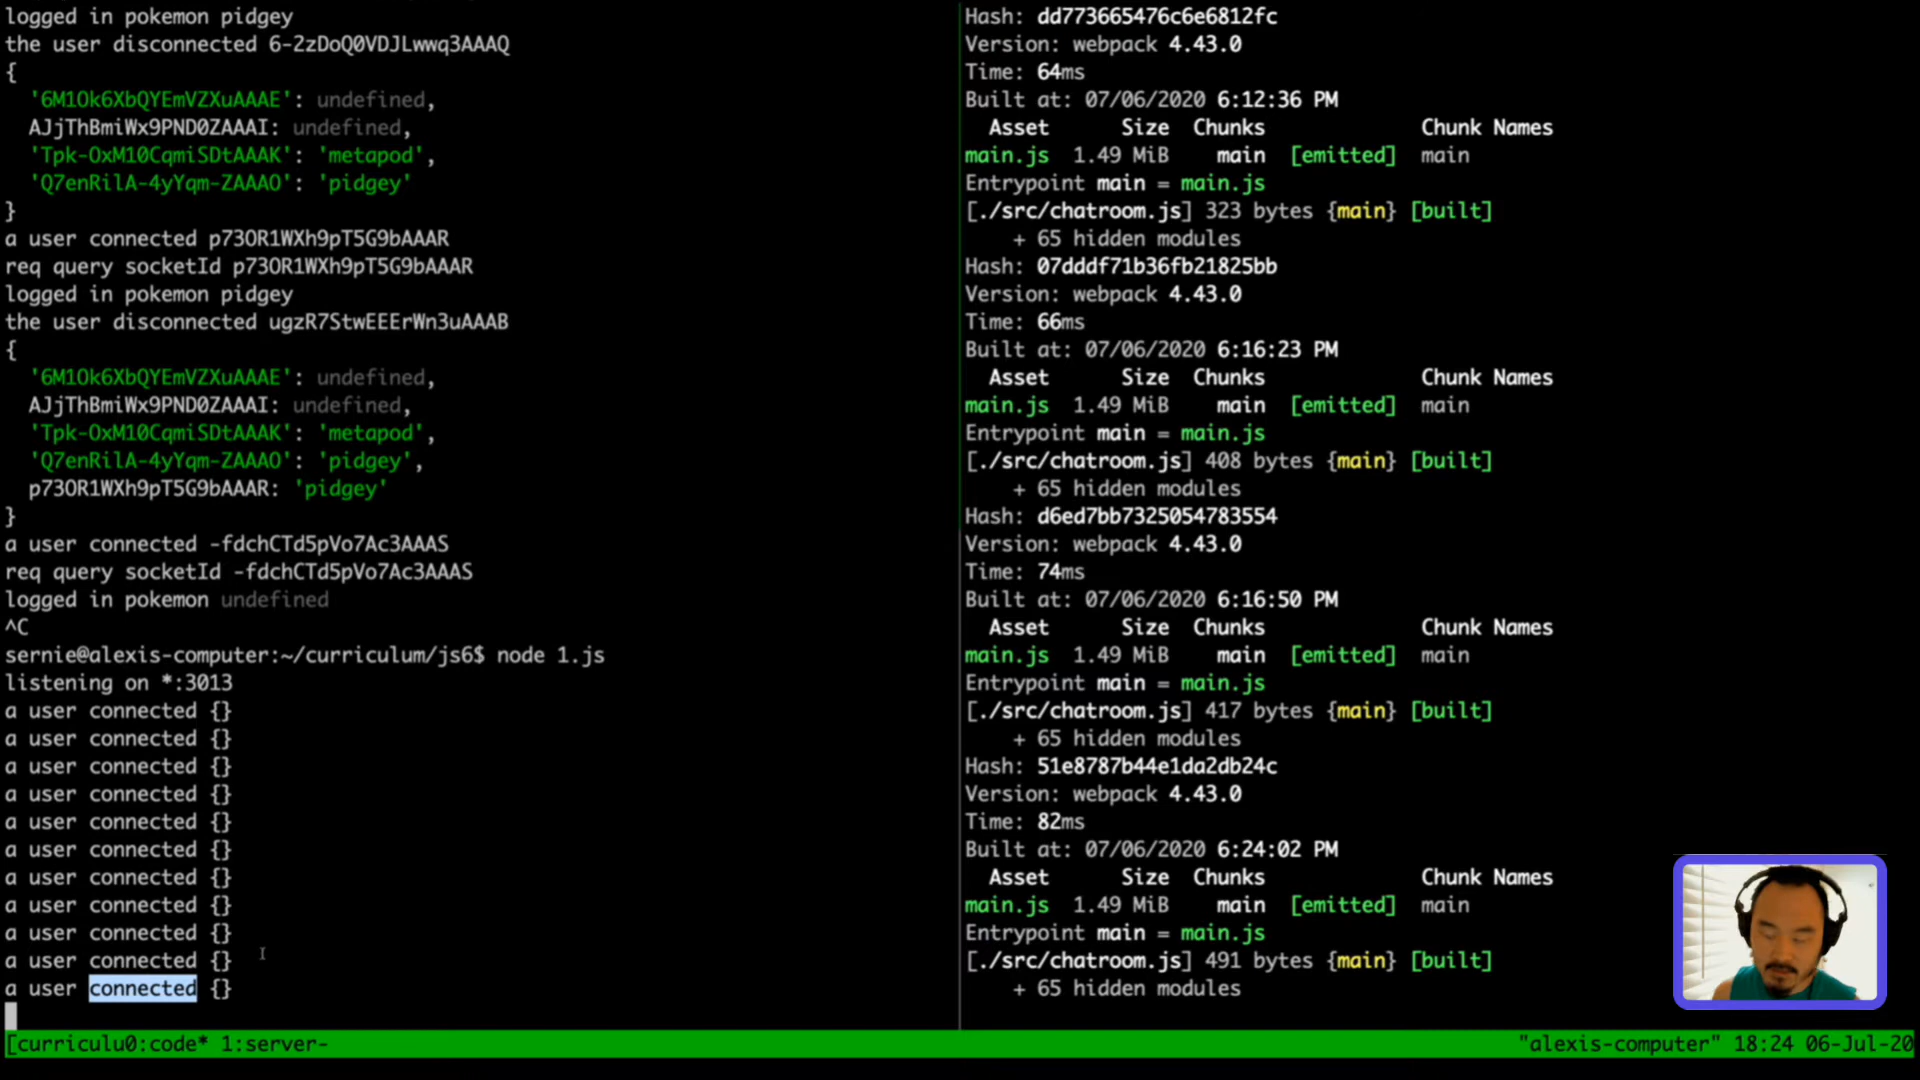 logged in pokemon pidgey
the user disconnected 6-2zDoQ0VDJLwwq3AAAQ
{
'6M1Ok6XbQYEmVZXuAAAE': undefined,
AJjThBmiWx9PND0ZAAAI: undefined,
'Tpk-OxM10CqmiSDtAAAK': 'metapod',
'Q7enRilA-4yYqm-ZAAAO': 'pidgey'
}
a user connected p73OR1WXh9pT5G9bAAAR
req query socketId p73OR1WXh9pT5G9bAAAR
logged in pokemon pidgey
the user disconnected ugzR7StwEEErWn3uAAAB
{
'6M1Ok6XbQYEmVZXuAAAE': undefined,
AJjThBmiWx9PND0ZAAAI: undefined,
'Tpk-OxM10CqmiSDtAAAK': 'metapod',
'Q7enRilA-4yYqm-ZAAAO': 'pidgey',
p73OR1WXh9pT5G9bAAAR: 'pidgey'
}
a user connected -fdchCTd5pVo7Ac3AAAS
req query socketId -fdchCTd5pVo7Ac3AAAS
logged in pokemon undefined
^C
sernie@alexis-computer:~/curriculum/js6$ node 1.js
listening on *:3013
a user connected {}
a user connected {}
a user connected {}
a user connected {}
a user connected {}
a user connected {}
a user connected {}
a user connected {}
a user connected {}
a user connected {}
a user connected {}
Hash: dd773665476c6e6812fc
Version: webpack 4.43.0
Time: 64ms
Built at: 07/06/2020 6:12:36 PM
Asset Size Chunks Chunk Names
main.js 1.49 MiB main [emitted] main
Entrypoint main = main.js
[./src/chatroom.js] 323 bytes {main} [built]
+ 65 hidden modules
Hash: 07dddf71b36fb21825bb
Version: webpack 4.43.0
Time: 66ms
Built at: 07/06/2020 6:16:23 PM
Asset Size Chunks Chunk Names
main.js 1.49 MiB main [emitted] main
Entrypoint main = main.js
[./src/chatroom.js] 408 bytes {main} [built]
+ 65 hidden modules
Hash: d6ed7bb7325054783554
Version: webpack 4.43.0
Time: 74ms
Built at: 07/06/2020 6:16:50 PM
Asset Size Chunks Chunk Names
main.js 1.49 MiB main [emitted] main
Entrypoint main = main.js
[./src/chatroom.js] 417 bytes {main} [built]
+ 65 hidden modules
Hash: 51e8787b44e1da2db24c
Version: webpack 4.43.0
Time: 82ms
Built at: 07/06/2020 6:24:02 PM
Asset Size Chunks Chunk Names
main.js 1.49 MiB main [emitted] main
Entrypoint main = main.js
[./src/chatroom.js] 491 bytes {main} [built]
+ 65 hidden modules
[curriculu0:code* 1:server- "alexis-computer" 18:24 06-Jul-20